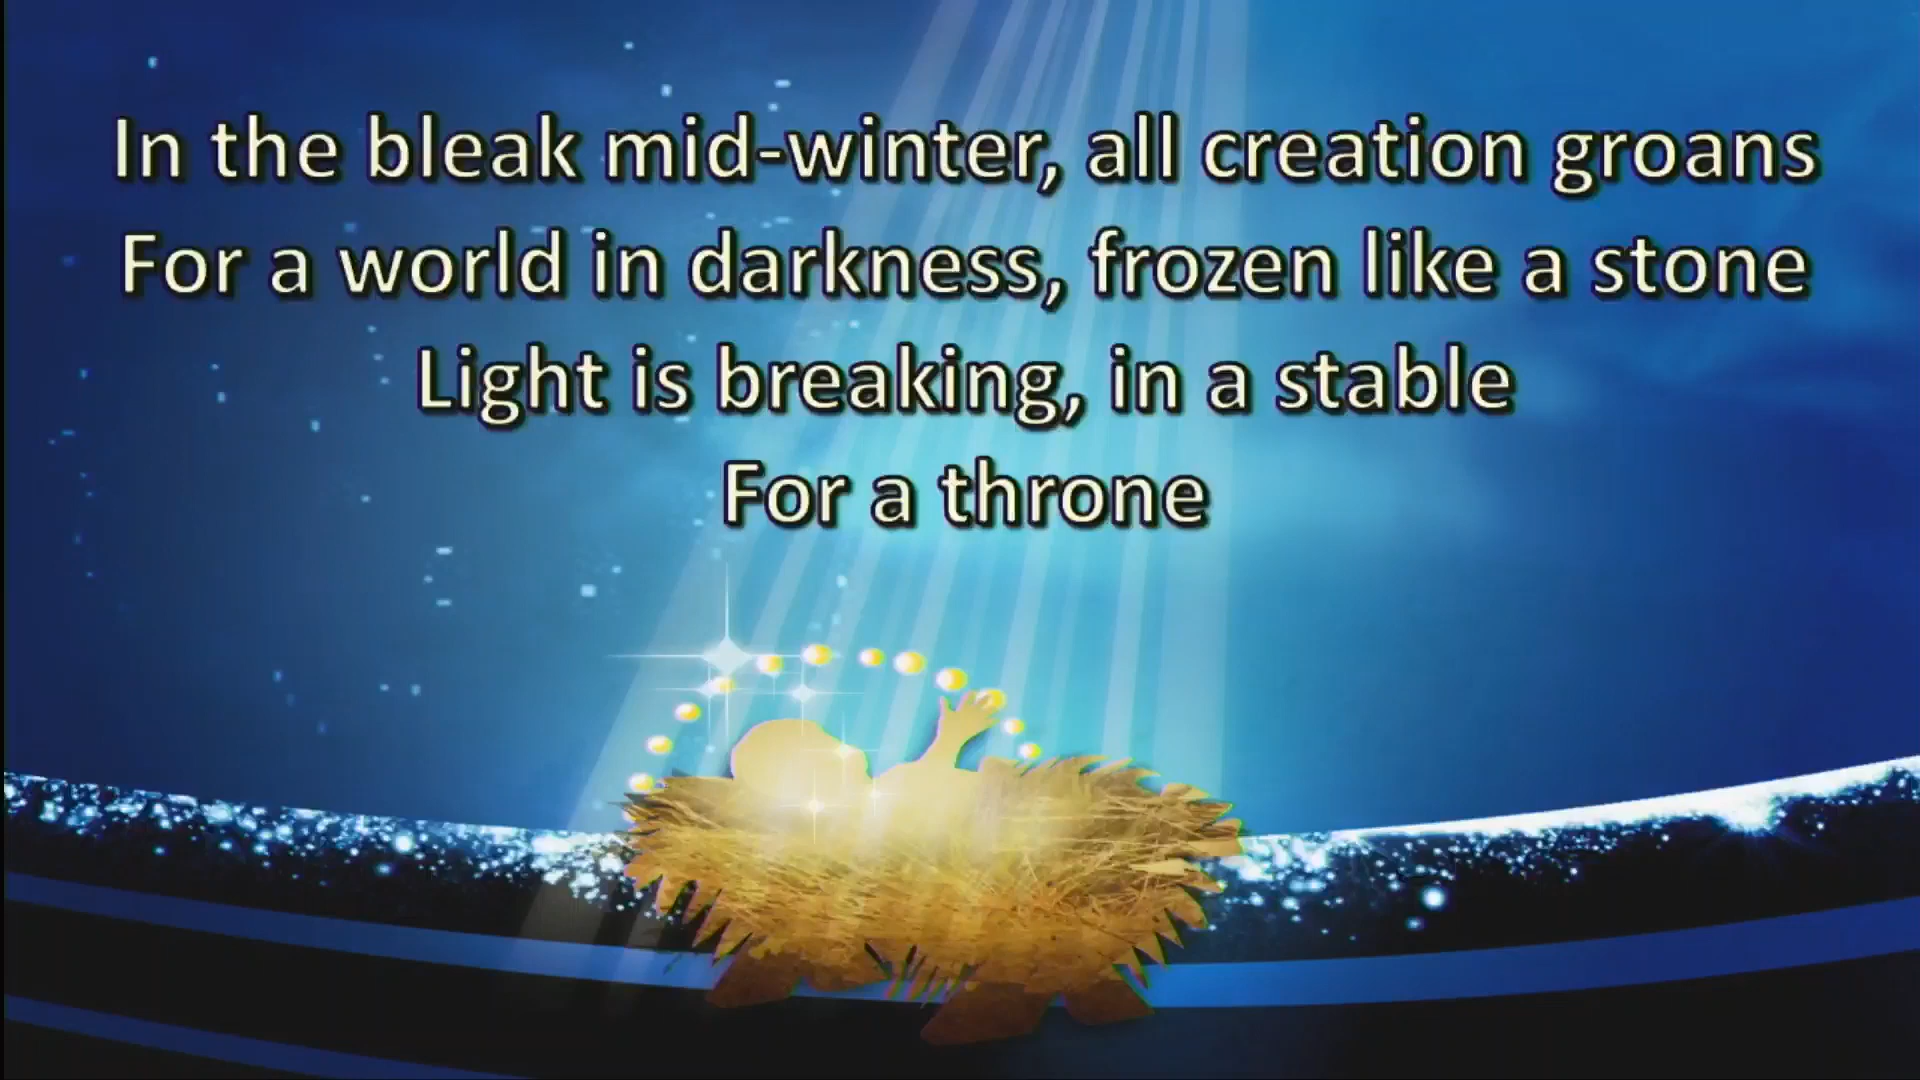 In the bleak mid-winter, all creation groans
For a world in darkness, frozen like a stone
Light is breaking, in a stable
For a throne